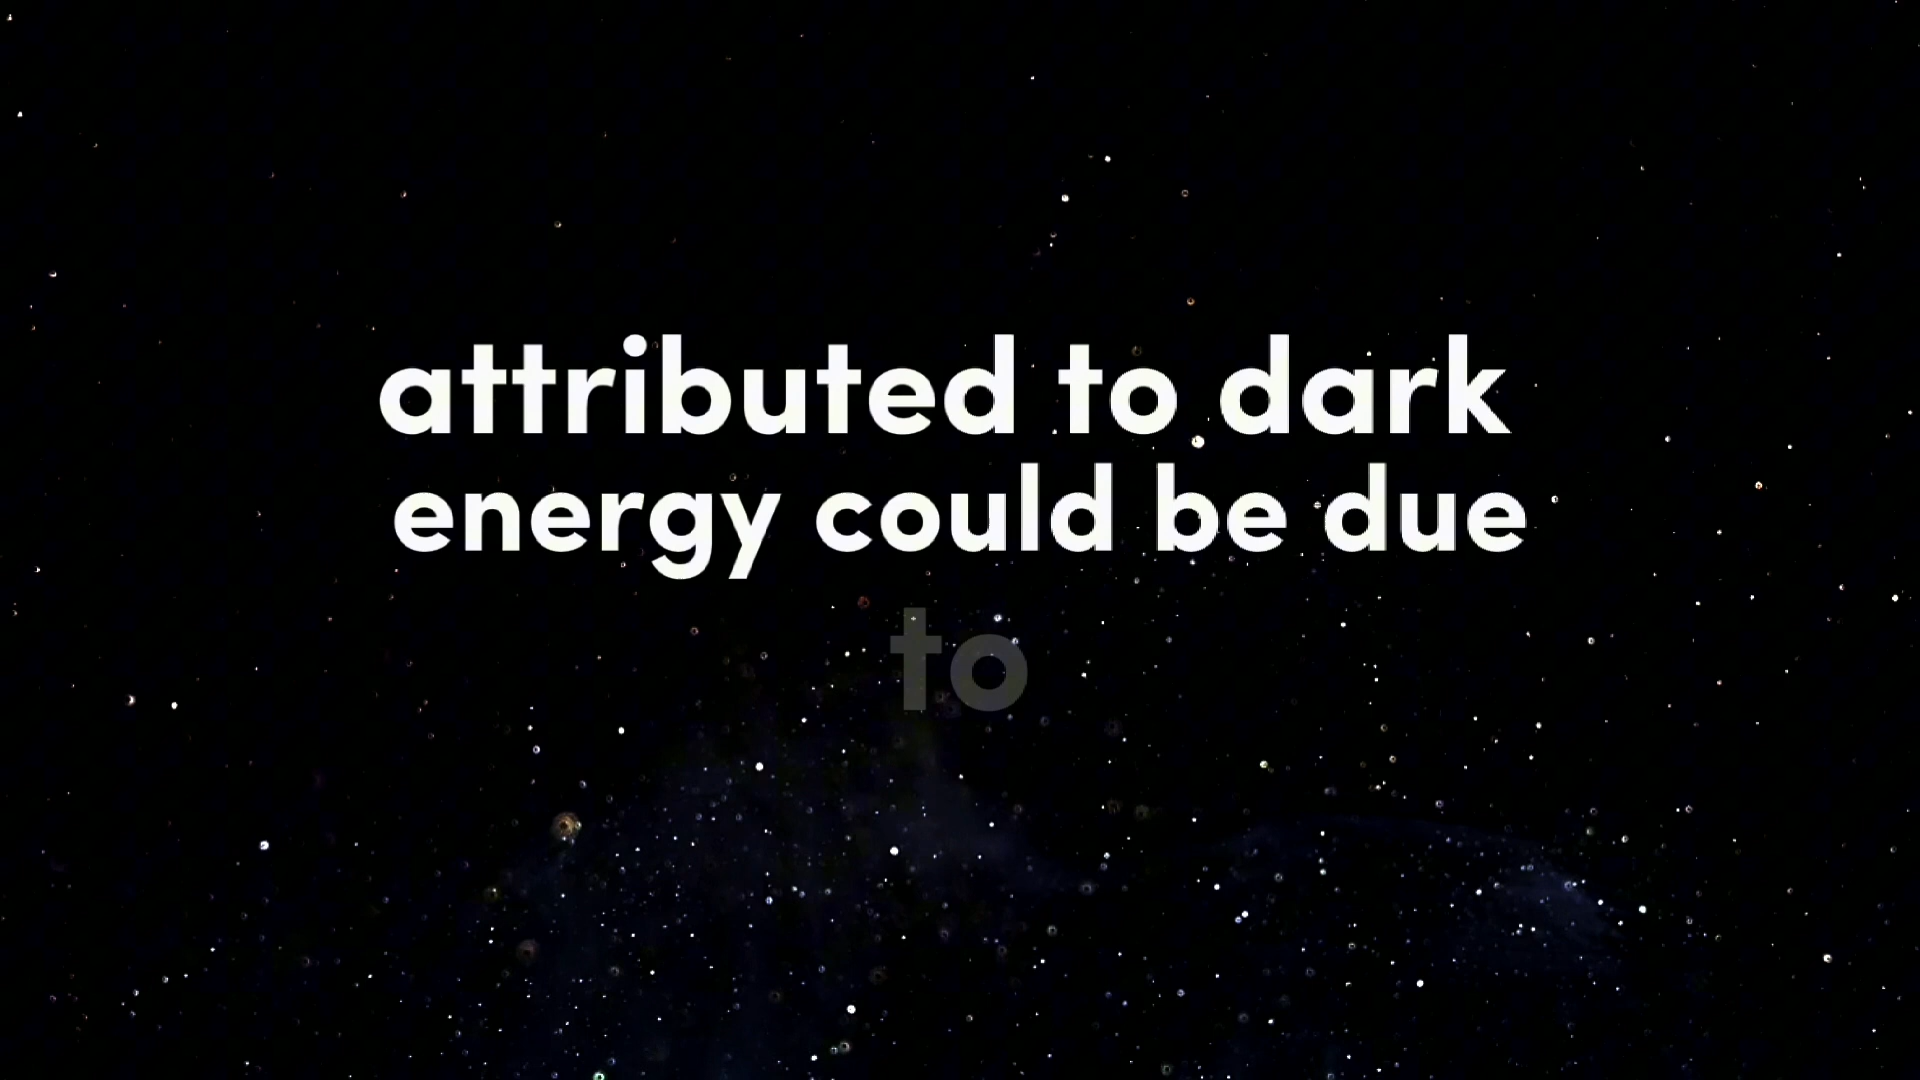 attributed to dark
energy could be due
to